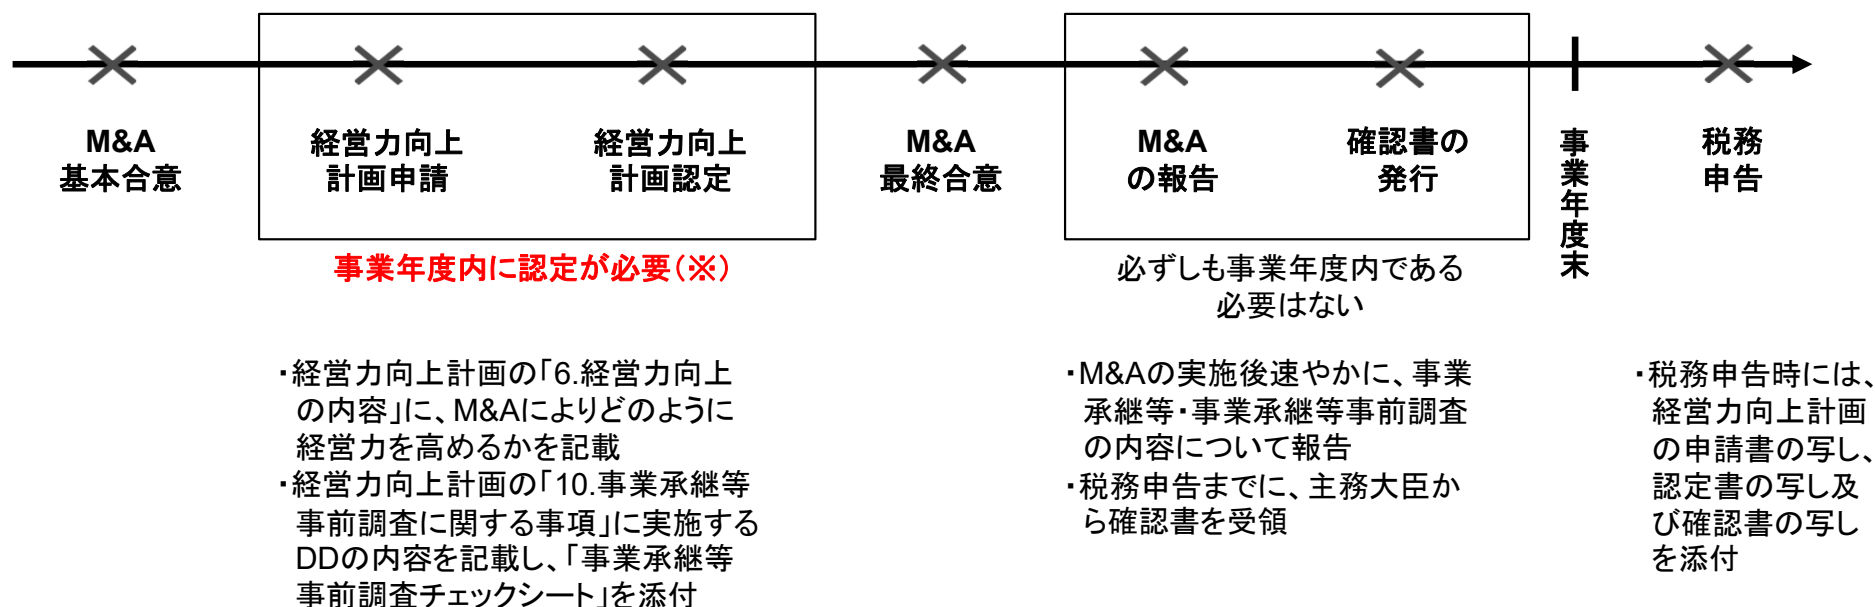 M&A
基本合意
経営力向上
計画申請
経営力向上
計画認定
M&A
最終合意
M&A
の報告
確認書の
発行
事業年度末
税務
申告
事業年度内に認定が必要(※)
必ずしも事業年度内である
必要はない
・経営力向上計画の「6.経営力向上
の内容」に、M&Aによりどのように
経営力を高めるかを記載
・経営力向上計画の「10.事業承継等
事前調査に関する事項」に実施する
DDの内容を記載し、「事業承継等
事前調査チェックシート」を添付
・M&Aの実施後速やかに、事業
承継等・事業承継等事前調査
の内容について報告
・税務申告までに、主務大臣か
ら確認書を受領
・税務申告時には、
経営力向上計画
の申請書の写し、
認定書の写し及
び確認書の写し
を添付